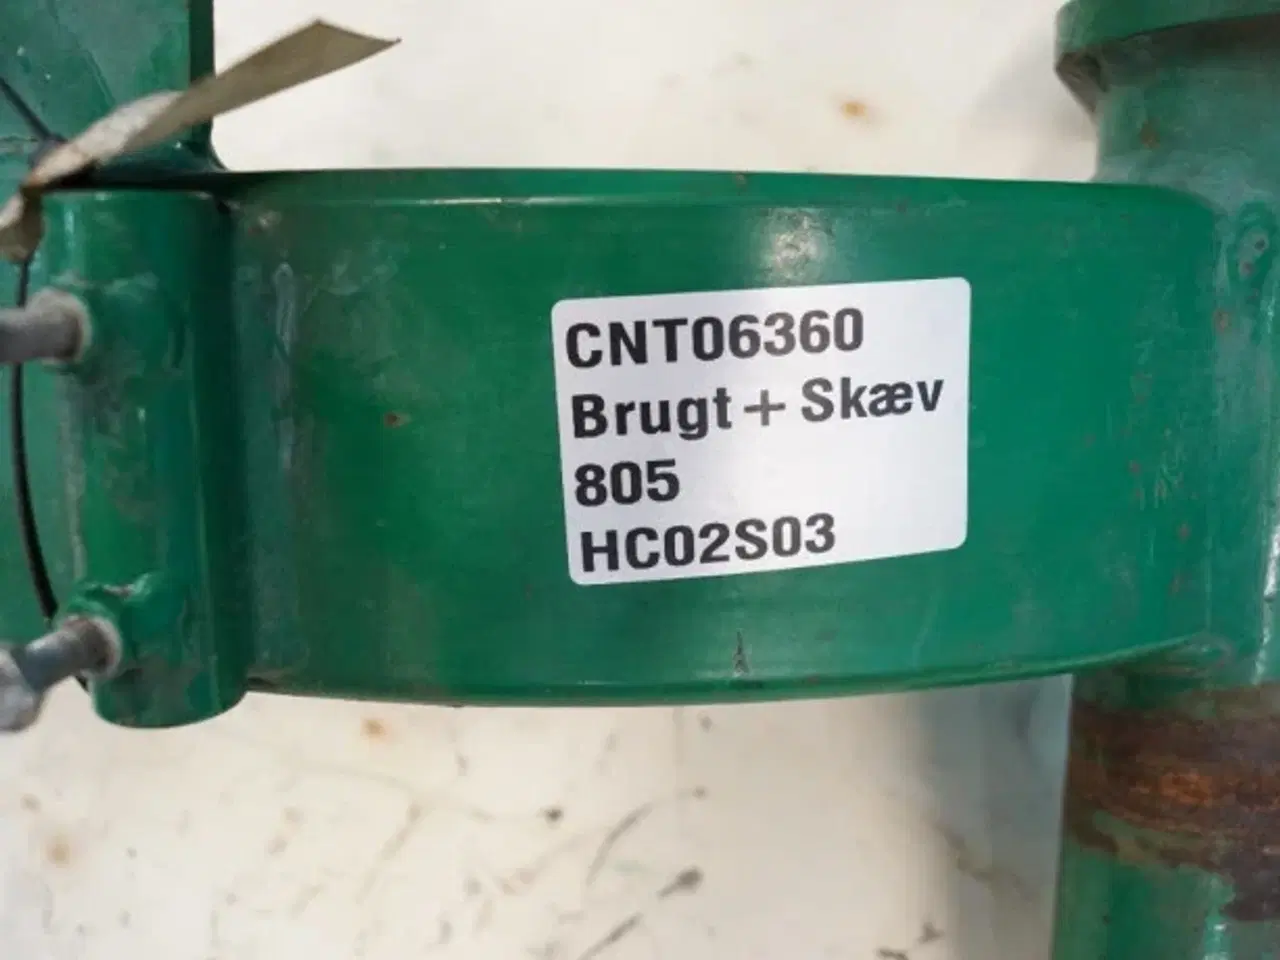 CNT06360
Brugt + Skæv
805
HC02S03